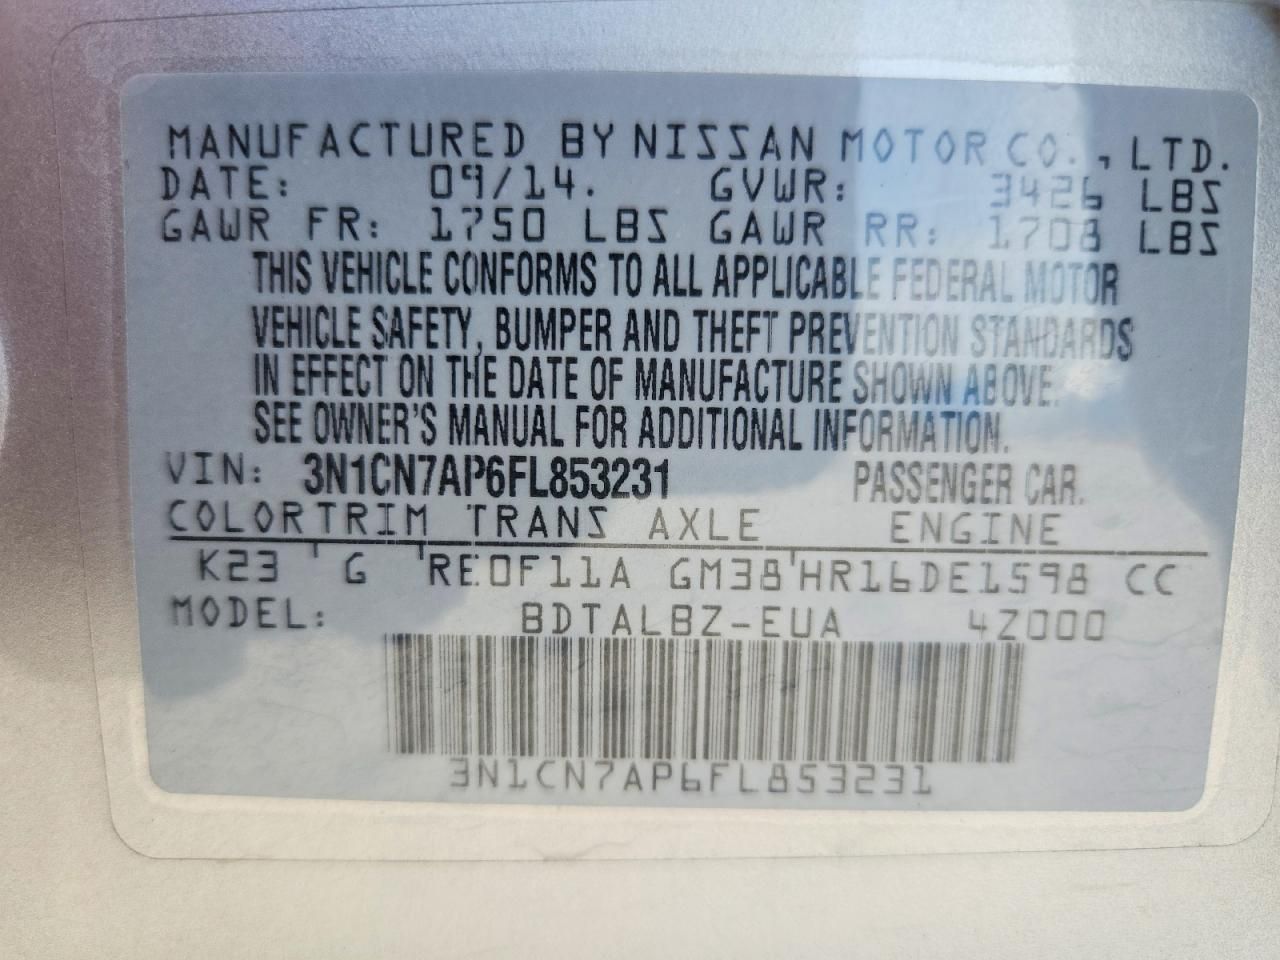 MANUFACTURED BY NISSAN MOTOR CO., LTD.
DATE: 09/14. GVWR: 3426 LBS
GAWR FR: 1750 LBS GAWR RR: 1708 LBS
THIS VEHICLE CONFORMS TO ALL APPLICABLE FEDERAL MOTOR
VEHICLE SAFETY, BUMPER AND THEFT PREVENTION STANDARDS
IN EFFECT ON THE DATE OF MANUFACTURE SHOWN ABOVE.
SEE OWNER'S MANUAL FOR ADDITIONAL INFORMATION.
VIN: 3N1CN7AP6FL853231 PASSENGER CAR.
COLORTRIM TRANS AXLE ENGINE
K23 ' G 'RE0F11A GM38'HR16DE1598 CC
MODEL: BDTALBZ-EUA 4Z000
3N1CN7AP6FL853231